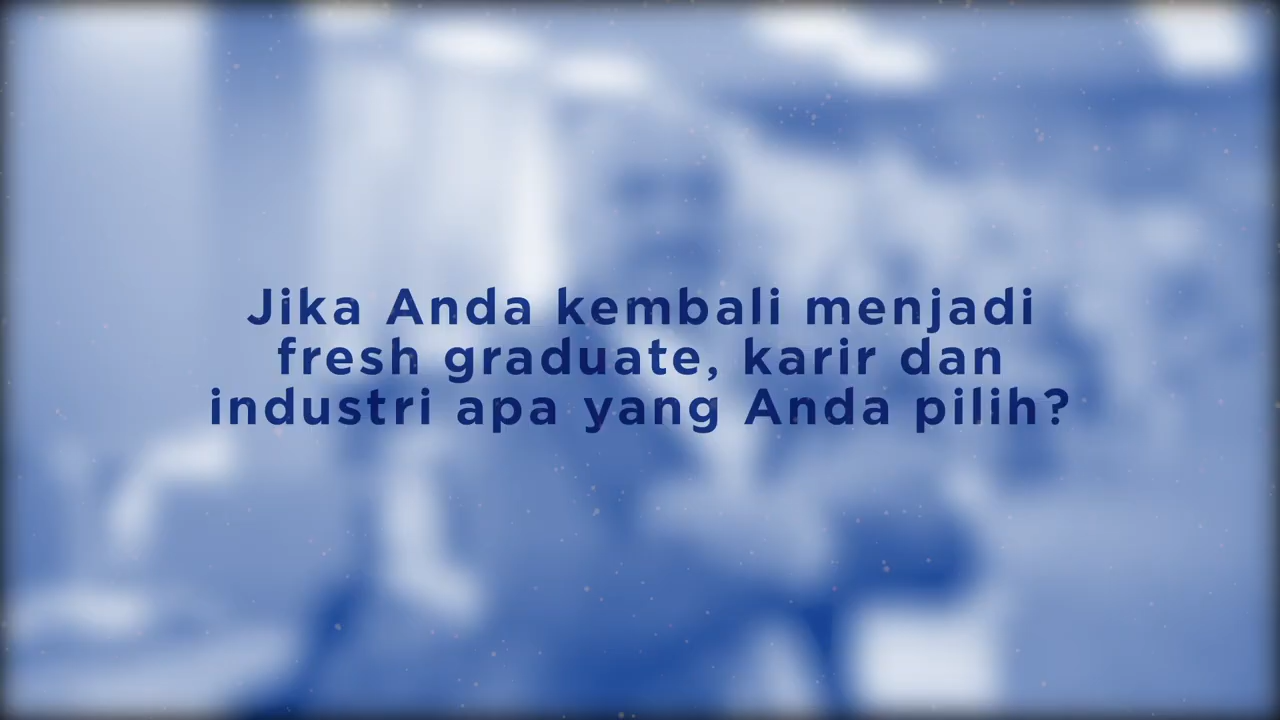 Jika Anda kembali menjadi
fresh graduate, karir dan
industri apa yang Anda pilih?